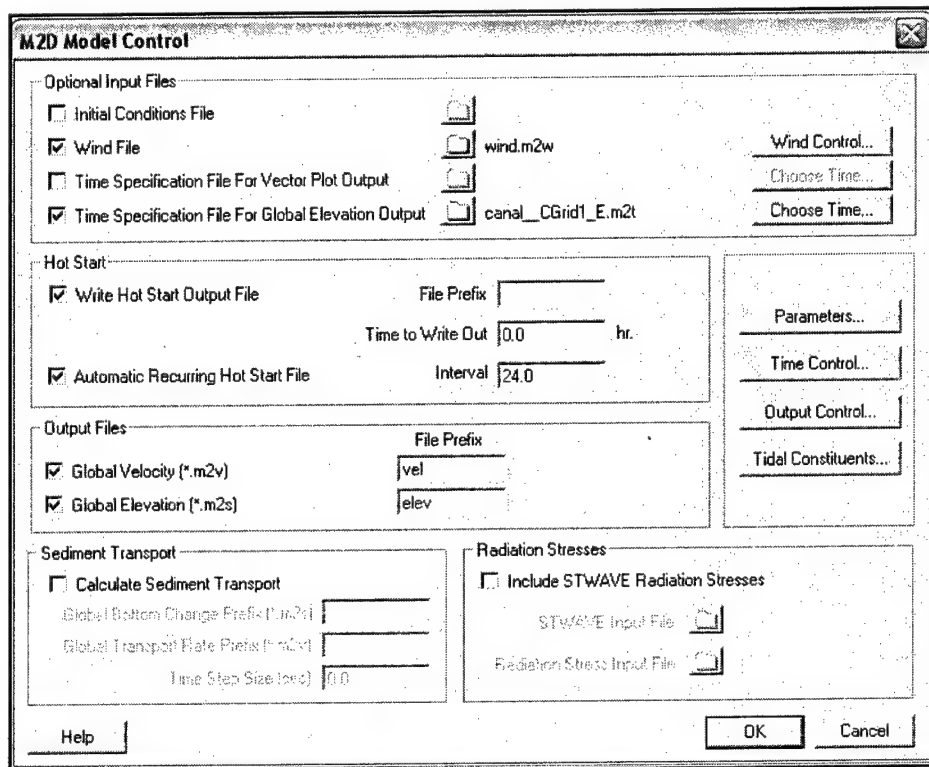 M2D Model Control
Optional Input Files
Initial Conditions File
Wind File wind.m2w Wind Control...
Time Specification File For Vector Plot Output Choose Time...
Time Specification File For Global Elevation Output canal__CGrid1_E.m2t Choose Time...
Hot Start
Write Hot Start Output File File Prefix
Time to Write Out 0.0 hr.
Automatic Recurring Hot Start File Interval 24.0
Parameters...
Time Control...
Output Control...
Tidal Constituents...
Output Files
File Prefix
Global Velocity (*.m2v) vel
Global Elevation (*.m2s) elev
Sediment Transport
Calculate Sediment Transport
Global Bottom Change Prefix (*.m2s)
Global Transport Rate Prefix (*.m2v)
Time Step Size (sec) 0.0
Radiation Stresses
Include STWAVE Radiation Stresses
STWAVE Input File
Radiation Stress Input File
Help OK Cancel